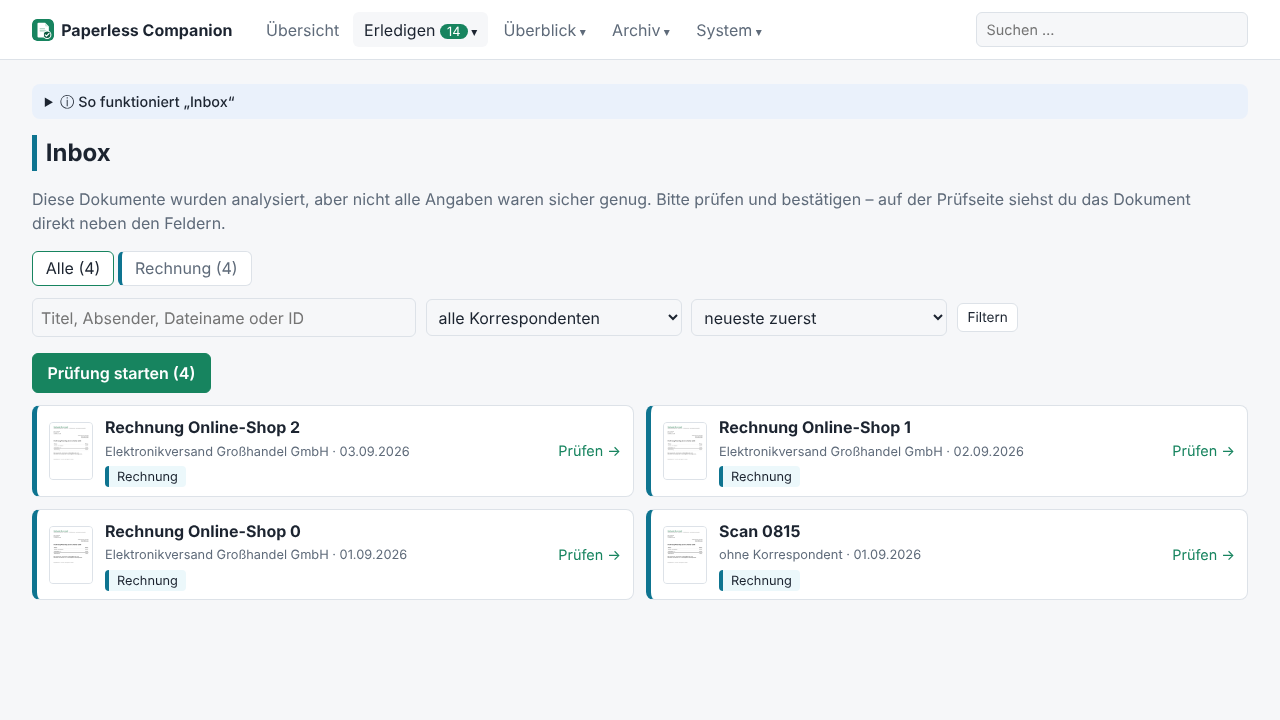 Paperless Companion
Übersicht
Erledigen 14 ▾
Überblick ▾
Archiv ▾
System ▾
Suchen ...
▶ ⓘ So funktioniert „Inbox“
Inbox
Diese Dokumente wurden analysiert, aber nicht alle Angaben waren sicher genug. Bitte prüfen und bestätigen – auf der Prüfseite siehst du das Dokument
direkt neben den Feldern.
Alle (4)
Rechnung (4)
Titel, Absender, Dateiname oder ID
alle Korrespondenten
neueste zuerst
Filtern
Prüfung starten (4)
Rechnung Online-Shop 2
Elektronikversand Großhandel GmbH · 03.09.2026
Rechnung
Prüfen →
Rechnung Online-Shop 1
Elektronikversand Großhandel GmbH · 02.09.2026
Rechnung
Prüfen →
Rechnung Online-Shop 0
Elektronikversand Großhandel GmbH · 01.09.2026
Rechnung
Prüfen →
Scan 0815
ohne Korrespondent · 01.09.2026
Rechnung
Prüfen →